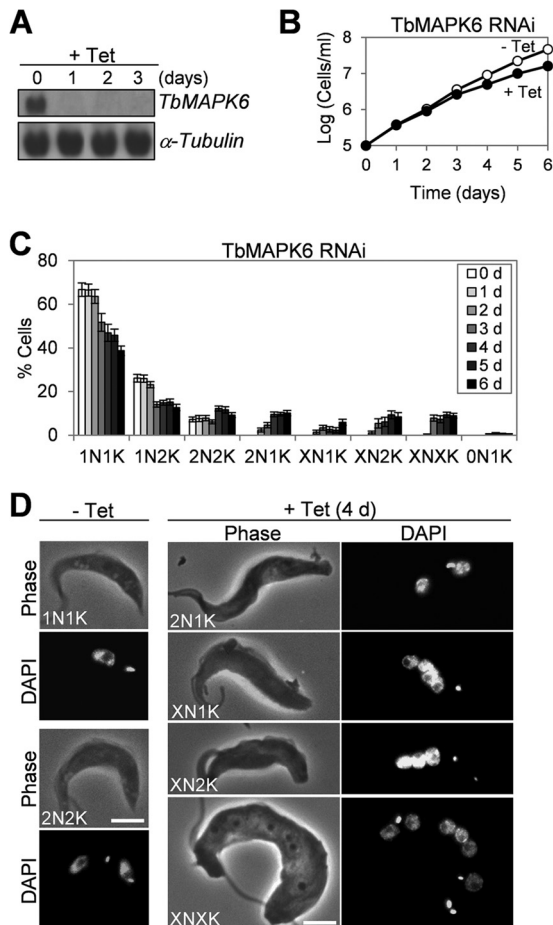 A
+ Tet
0 1 2 3 (days)
TbMAPK6
α-Tubulin
B
TbMAPK6 RNAi
8
7
6
5
Log (Cells/ml)
- Tet
+ Tet
0 1 2 3 4 5 6
Time (days)
C
TbMAPK6 RNAi
80
60
40
20
0
% Cells
0 d
1 d
2 d
3 d
4 d
5 d
6 d
1N1K 1N2K 2N2K 2N1K XN1K XN2K XNXK 0N1K
D
- Tet
+ Tet (4 d)
Phase DAPI
Phase
1N1K
DAPI
Phase
2N2K
DAPI
2N1K
XN1K
XN2K
XNXK